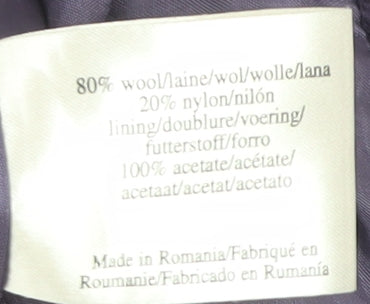 80% wool/laine/wol/wolle/lana
20% nylon/nilón
lining/doublure/voering/
futterstoff/forro
100% acetate/acétate/
acetaat/acetat/acetato
Made in Romania/Fabriqué en
Roumanie/Fabricado en Rumanía